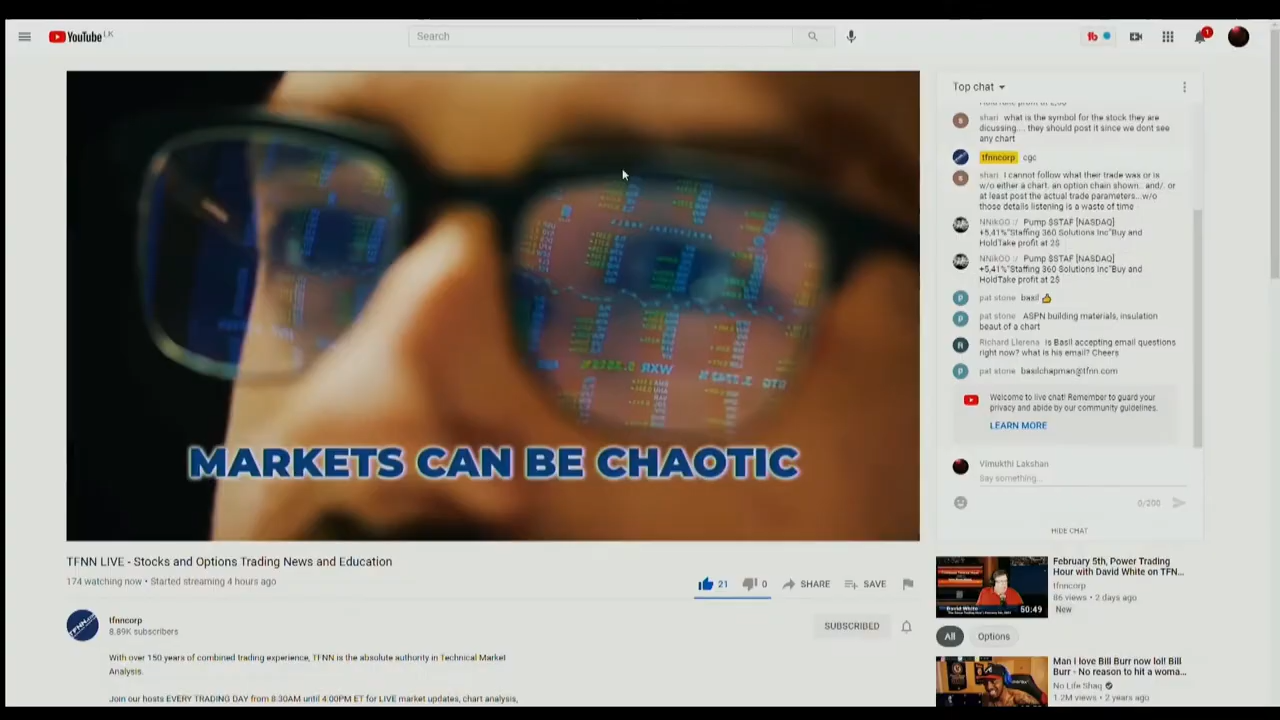 YouTube LK
Search
tb
1
Top chat
shari what is the symbol for the stock they are
dicussing.... they should post it since we dont see
any chart
tfnncorp cgc
shari I cannot follow what their trade was or is
w/o either a chart. an option chain shown.. and/. or
at least post the actual trade parameters...w/o
those details listening is a waste of time
NNikOO :/ Pump $STAF [NASDAQ]
+5,41%"Staffing 360 Solutions Inc"Buy and
HoldTake profit at 2$
NNikOO :/ Pump $STAF [NASDAQ]
+5,41%"Staffing 360 Solutions Inc"Buy and
HoldTake profit at 2$
pat stone basil
pat stone ASPN building materials, insulation
beaut of a chart
Richard Llerena is Basil accepting email questions
right now? what is his email? Cheers
pat stone basilchapman@tfnn.com
Welcome to live chat! Remember to guard your
privacy and abide by our community guidelines.
LEARN MORE
Vimukthi Lakshan
Say something...
0/200
HIDE CHAT
WXR
MARKETS CAN BE CHAOTIC
TFNN LIVE - Stocks and Options Trading News and Education
174 watching now • Started streaming 4 hours ago
21 0 SHARE SAVE
tfnncorp
8.89K subscribers
SUBSCRIBED
With over 150 years of combined trading experience, TFNN is the absolute authority in Technical Market
Analysis.
Join our hosts EVERY TRADING DAY from 8:30AM until 4:00PM ET for LIVE market updates, chart analysis,
February 5th, Power Trading
Hour with David White on TFN...
tfnncorp
86 views • 2 days ago
New
David White
50:49
All Options
Man I love Bill Burr now lol! Bill
Burr - No reason to hit a woma...
No Life Shaq
1.2M views • 2 years ago